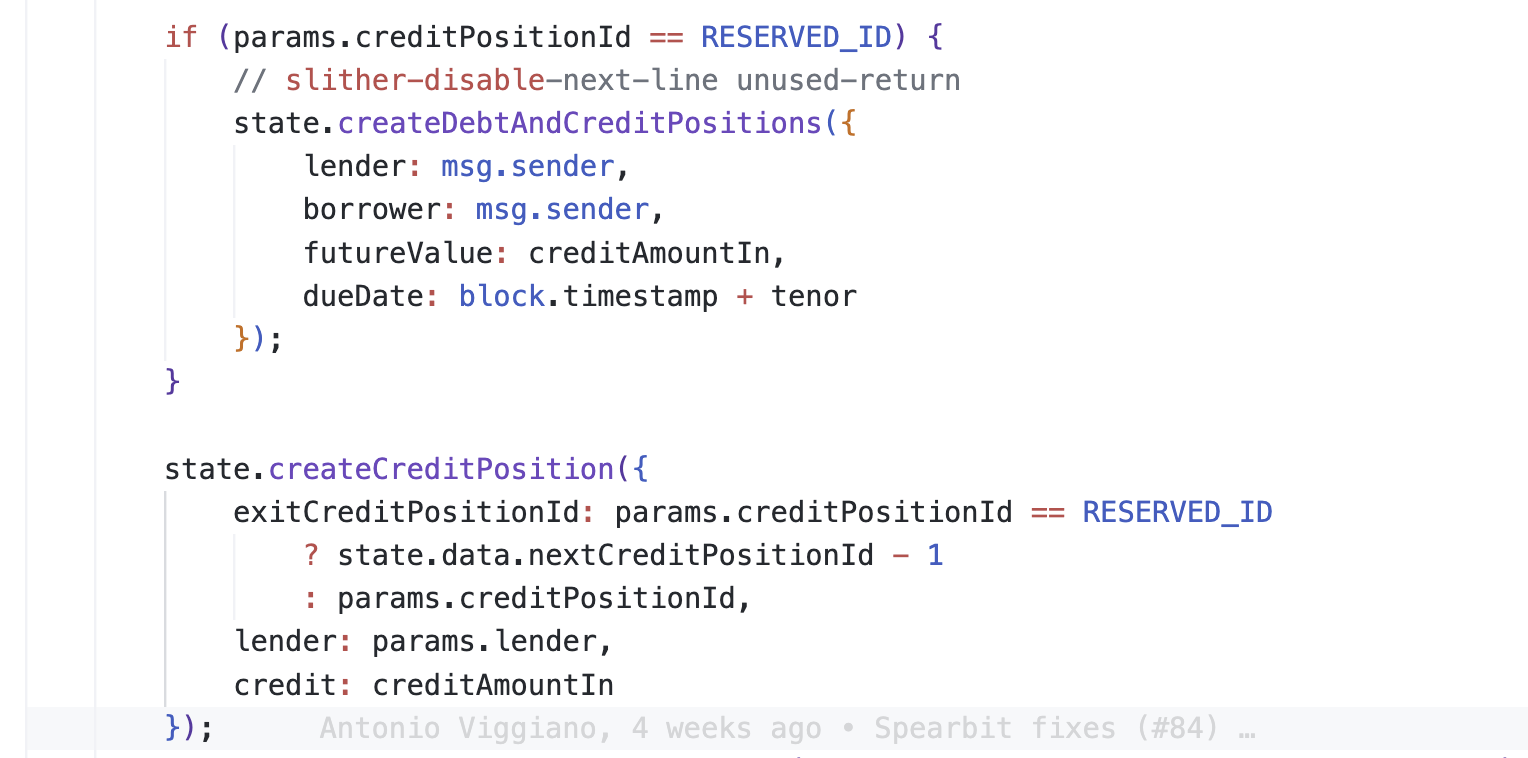 if (params.creditPositionId == RESERVED_ID) {
// slither-disable-next-line unused-return
state.createDebtAndCreditPositions({
lender: msg.sender,
borrower: msg.sender,
futureValue: creditAmountIn,
dueDate: block.timestamp + tenor
});
}
state.createCreditPosition({
exitCreditPositionId: params.creditPositionId == RESERVED_ID
? state.data.nextCreditPositionId - 1
: params.creditPositionId,
lender: params.lender,
credit: creditAmountIn
}); Antonio Viggiano, 4 weeks ago • Spearbit fixes (#84) …